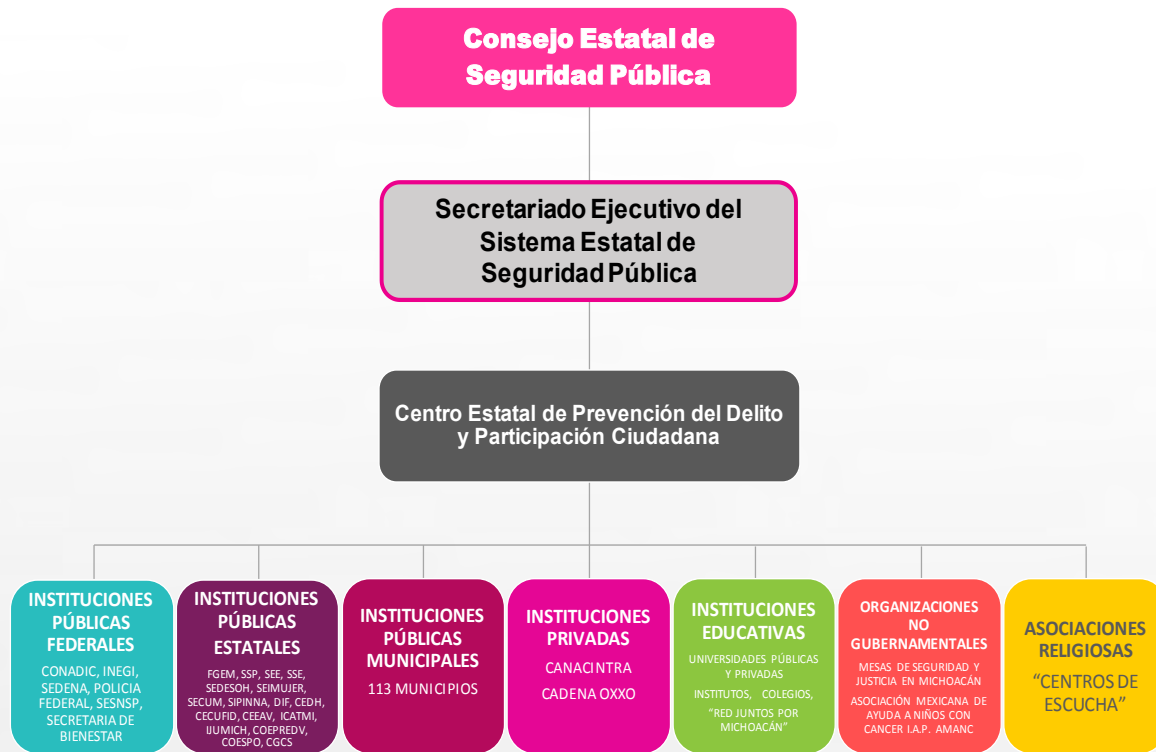 Consejo Estatal de
Seguridad Pública
Secretariado Ejecutivo del
Sistema Estatal de
Seguridad Pública
Centro Estatal de Prevención del Delito
y Participación Ciudadana
INSTITUCIONES
PÚBLICAS
FEDERALES
CONADIC, INEGI,
SEDENA, POLICIA
FEDERAL, SESNSP,
SECRETARIA DE
BIENESTAR
INSTITUCIONES
PÚBLICAS
ESTATALES
FGEM, SSP, SEE, SSE,
SEDESOH, SEIMUJER,
SECUM, SIPINNA, DIF, CEDH,
CECUFID, CEEAV, ICATMI,
IJUMICH, COEPREDV,
COESPO, CGCS
INSTITUCIONES
PÚBLICAS
MUNICIPALES
113 MUNICIPIOS
INSTITUCIONES
PRIVADAS
CANACINTRA
CADENA OXXO
INSTITUCIONES
EDUCATIVAS
UNIVERSIDADES PÚBLICAS
Y PRIVADAS
INSTITUTOS, COLEGIOS,
"RED JUNTOS POR
MICHOACÁN"
ORGANIZACIONES
NO
GUBERNAMENTALES
MESAS DE SEGURIDAD Y
JUSTICIA EN MICHOACÁN
ASOCIACIÓN MEXICANA DE
AYUDA A NIÑOS CON
CANCER I.A.P. AMANC
ASOCIACIONES
RELIGIOSAS
"CENTROS DE
ESCUCHA"